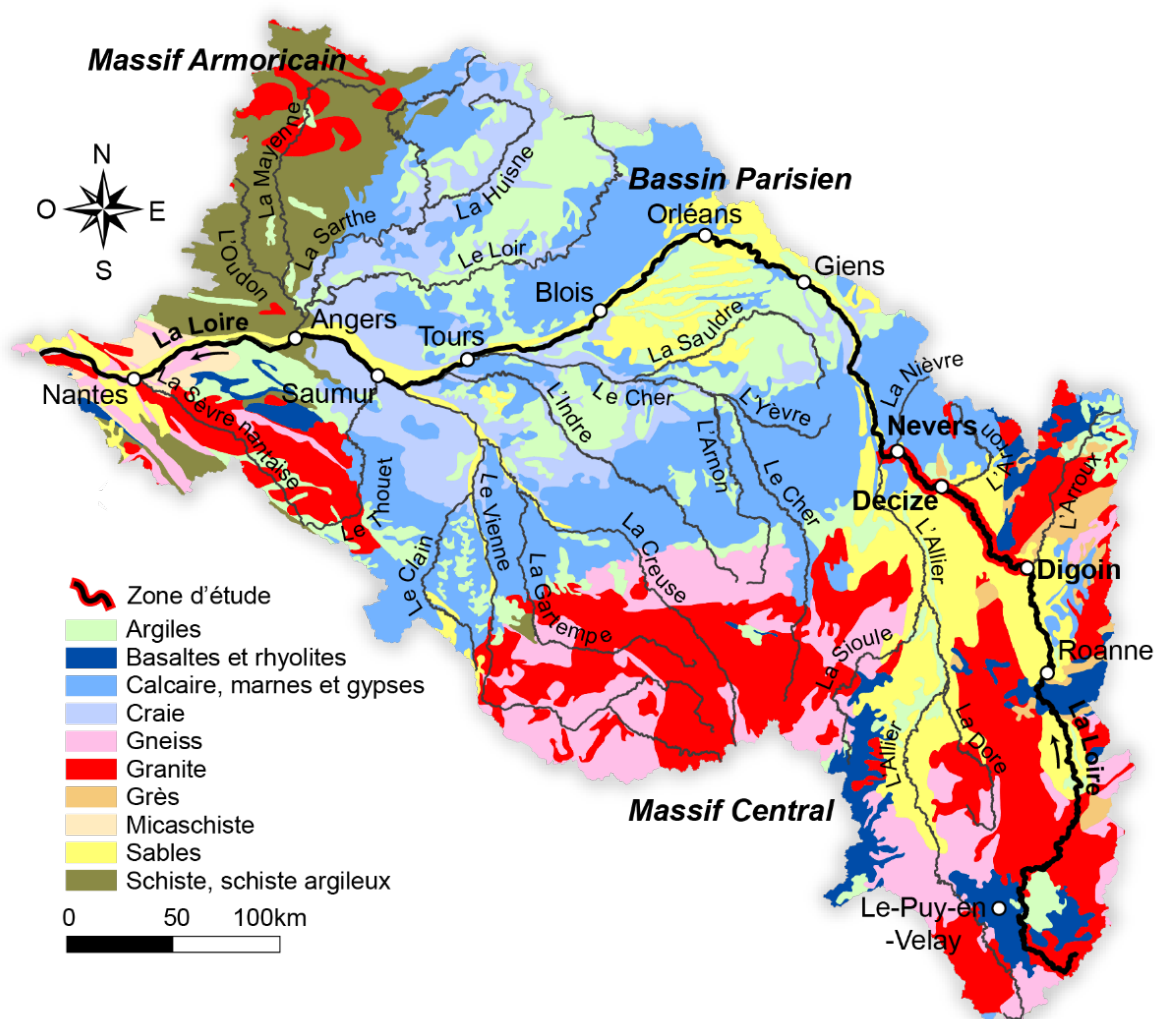 Massif Armoricain
N
O
E
S
La Mayenne
La Huisne
La Sarthe
L'Oudon
Le Loir
Bassin Parisien
Orléans
Giens
Blois
La Loire
Angers
Tours
La Sauldre
Nantes
Saumur
La Sèvre nantaise
Le Thouet
L'Indre
Le Cher
L'Yèvre
L'Arnon
Le Cher
La Nièvre
Nevers
L'Aron
L'Arroux
Decize
L'Allier
Digoin
Le Clain
Le Vienne
La Creuse
La Gartempe
La Sioule
Roanne
La Loire
La Dore
L'Allier
Massif Central
Le-Puy-en
-Velay
Zone d'étude
Argiles
Basaltes et rhyolites
Calcaire, marnes et gypses
Craie
Gneiss
Granite
Grès
Micaschiste
Sables
Schiste, schiste argileux
0 50 100km